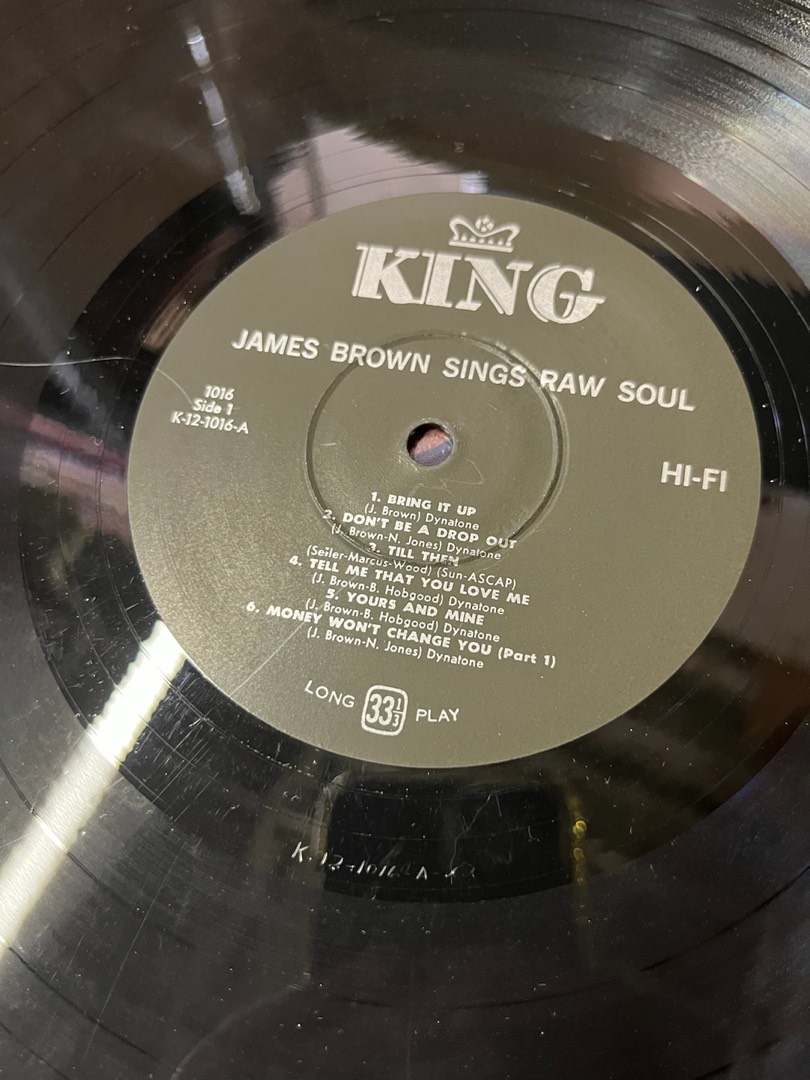 K
KING
JAMES BROWN SINGS RAW SOUL
1016
Side 1
K-12-1016-A
HI-FI
1. BRING IT UP
(J. Brown) Dynatone
2. DON'T BE A DROP OUT
(J. Brown-N. Jones) Dynatone
3. TILL THEN
(Seiler-Marcus-Wood) (Sun-ASCAP)
4. TELL ME THAT YOU LOVE ME
(J. Brown-B. Hobgood) Dynatone
5. YOURS AND MINE
(J. Brown-B. Hobgood) Dynatone
6. MONEY WON'T CHANGE YOU (Part 1)
(J. Brown-N. Jones) Dynatone
LONG 33⅓ PLAY
K-12-1016